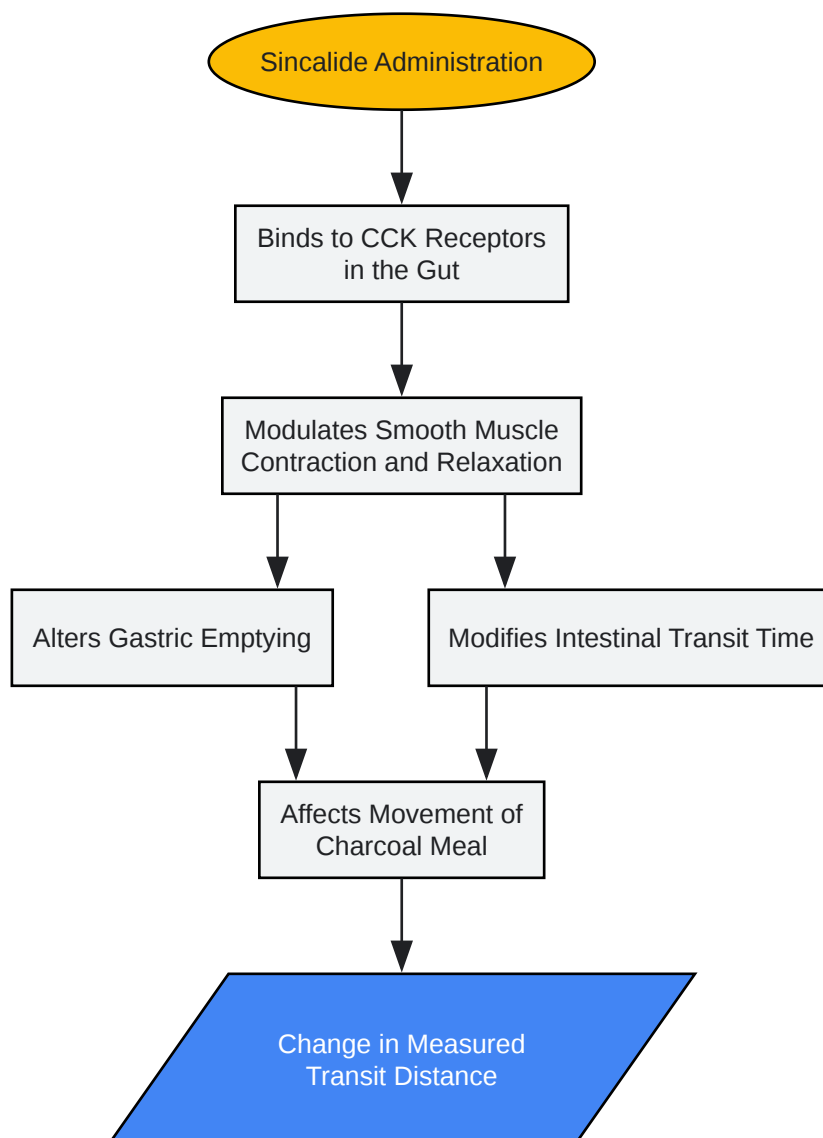 Sincalide Administration
Binds to CCK Receptors
in the Gut
Modulates Smooth Muscle
Contraction and Relaxation
Alters Gastric Emptying
Modifies Intestinal Transit Time
Affects Movement of
Charcoal Meal
Change in Measured
Transit Distance